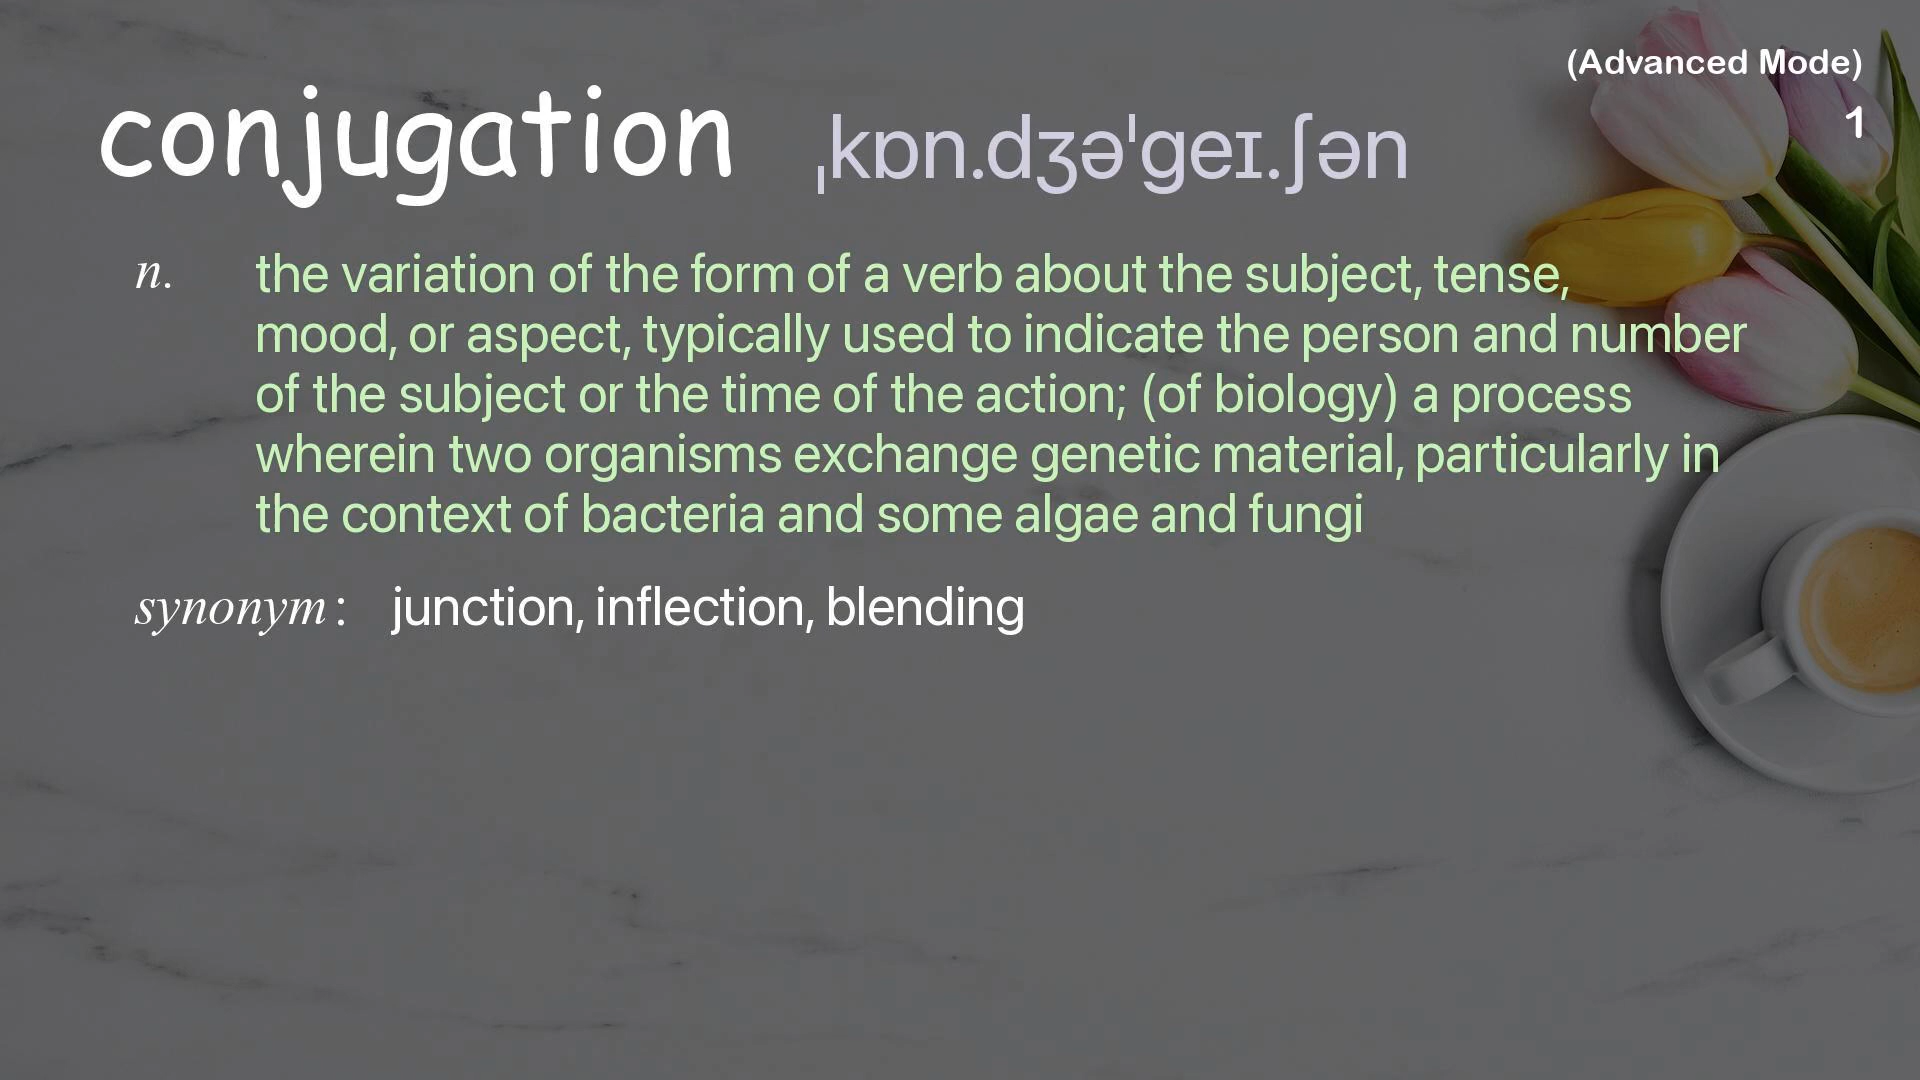 (Advanced Mode)
1
conjugation ˌkɒn.dʒəˈɡeɪ.ʃən
n. the variation of the form of a verb about the subject, tense,
mood, or aspect, typically used to indicate the person and number
of the subject or the time of the action; (of biology) a process
wherein two organisms exchange genetic material, particularly in
the context of bacteria and some algae and fungi
synonym: junction, inflection, blending